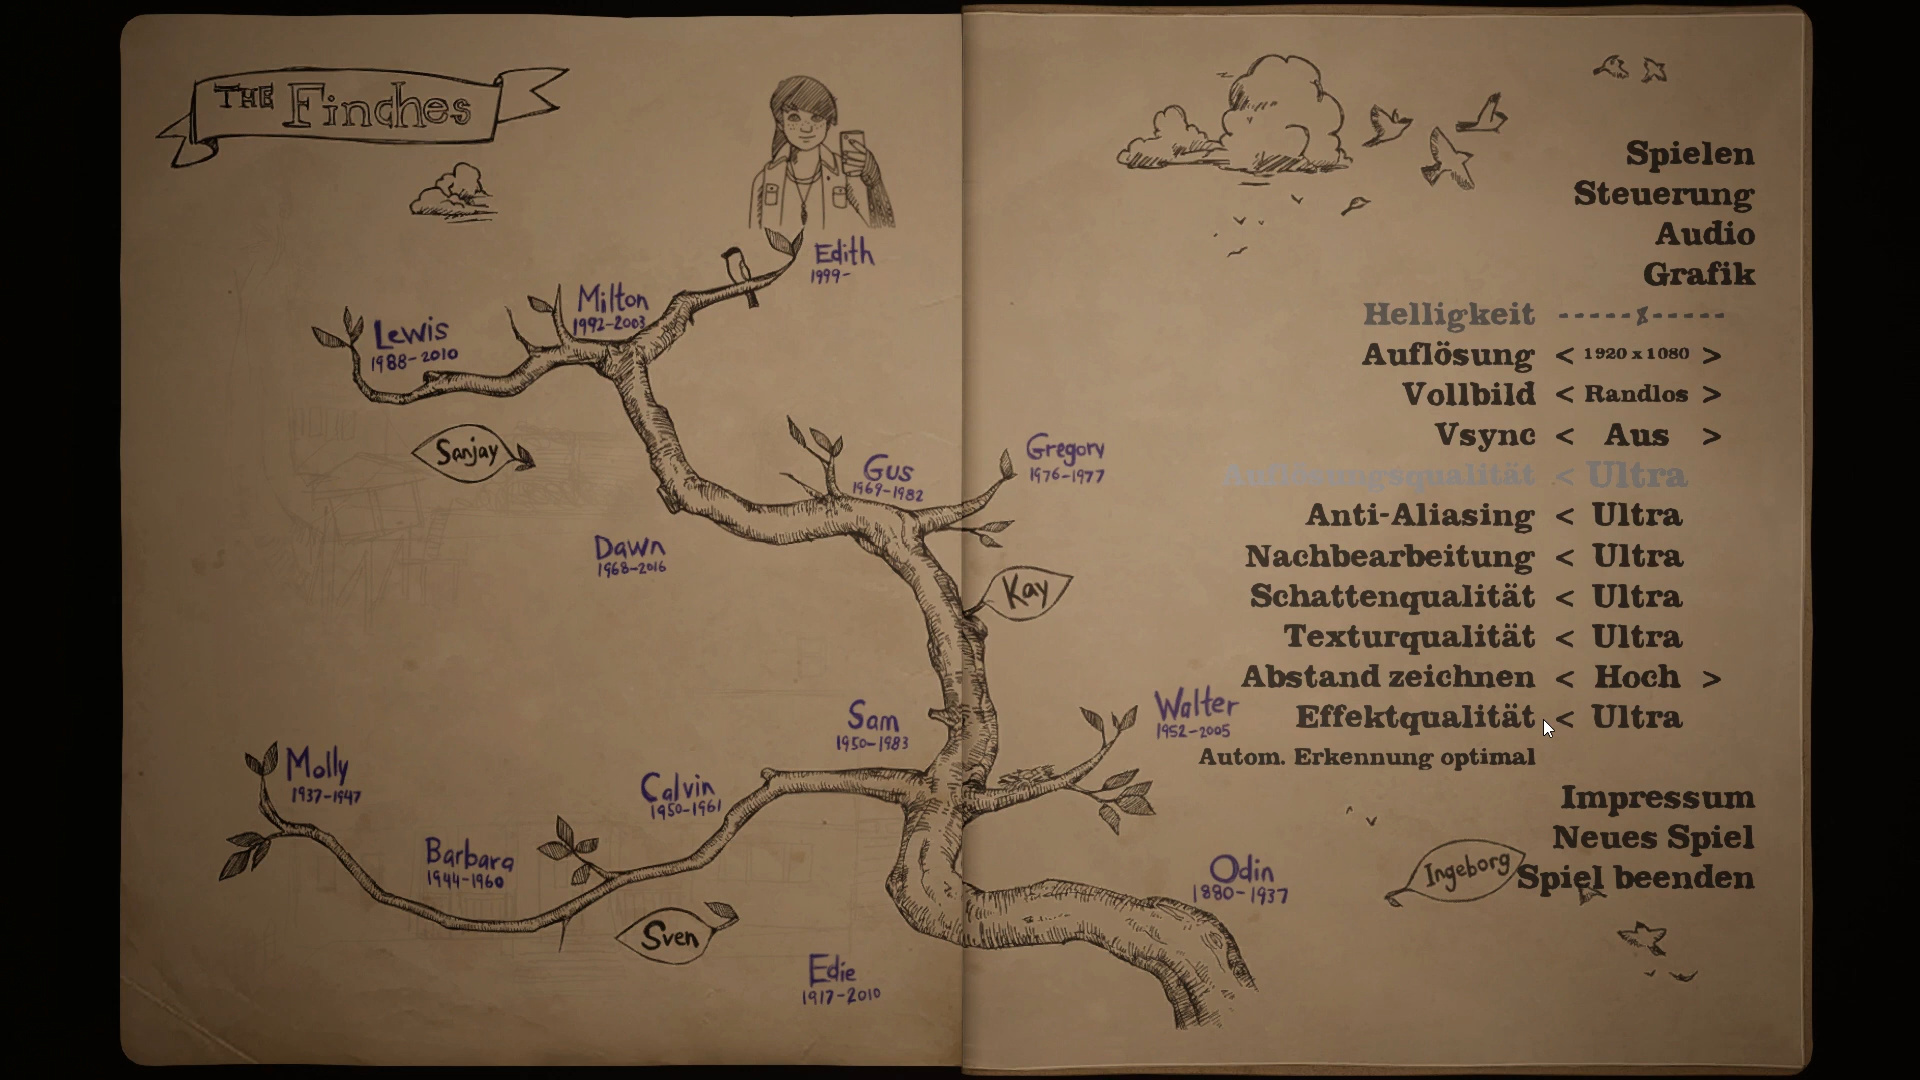 THE Finches
Edith
1999-
Milton
1992-2003
Lewis
1988-2010
Sanjay
Gregory
1976-1977
Gus
1969-1982
Dawn
1968-2016
Kay
Walter
1952-2005
Sam
1950-1983
Calvin
1950-1961
Molly
1937-1947
Barbara
1944-1960
Sven
Odin
1880-1937
Edie
1917-2010
Ingeborg
Spielen
Steuerung
Audio
Grafik
Helligkeit
Auflösung < 1920 x 1080 >
Vollbild < Randlos >
Vsync < Aus >
Auflösungsqualität < Ultra
Anti-Aliasing < Ultra
Nachbearbeitung < Ultra
Schattenqualität < Ultra
Texturqualität < Ultra
Abstand zeichnen < Hoch >
Effektqualität < Ultra
Autom. Erkennung optimal
Impressum
Neues Spiel
Spiel beenden